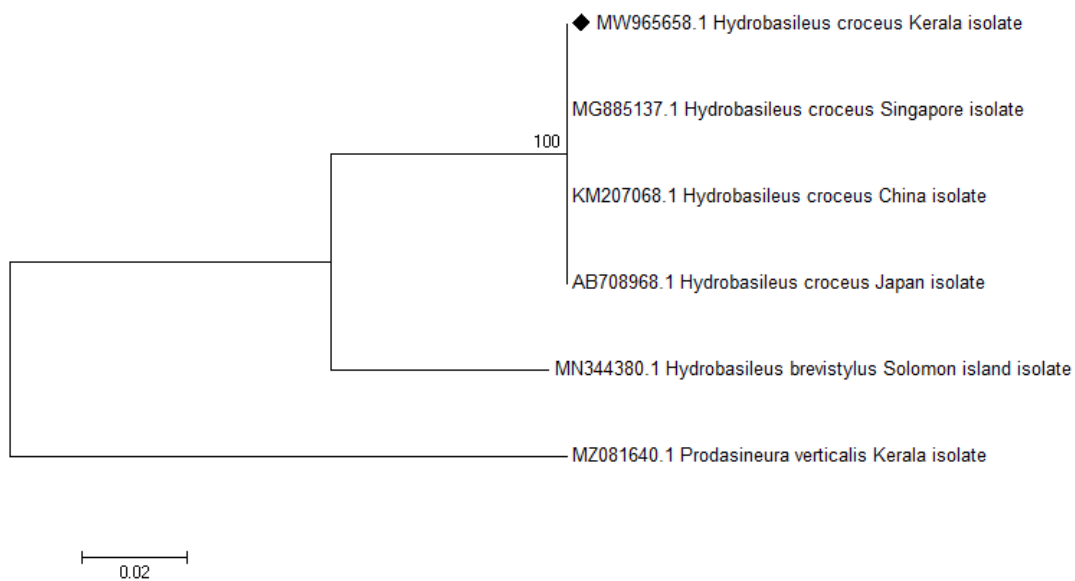 MW965658.1 Hydrobasileus croceus Kerala isolate
MG885137.1 Hydrobasileus croceus Singapore isolate
100
KM207068.1 Hydrobasileus croceus China isolate
AB708968.1 Hydrobasileus croceus Japan isolate
MN344380.1 Hydrobasileus brevistylus Solomon island isolate
MZ081640.1 Prodasineura verticalis Kerala isolate
0.02